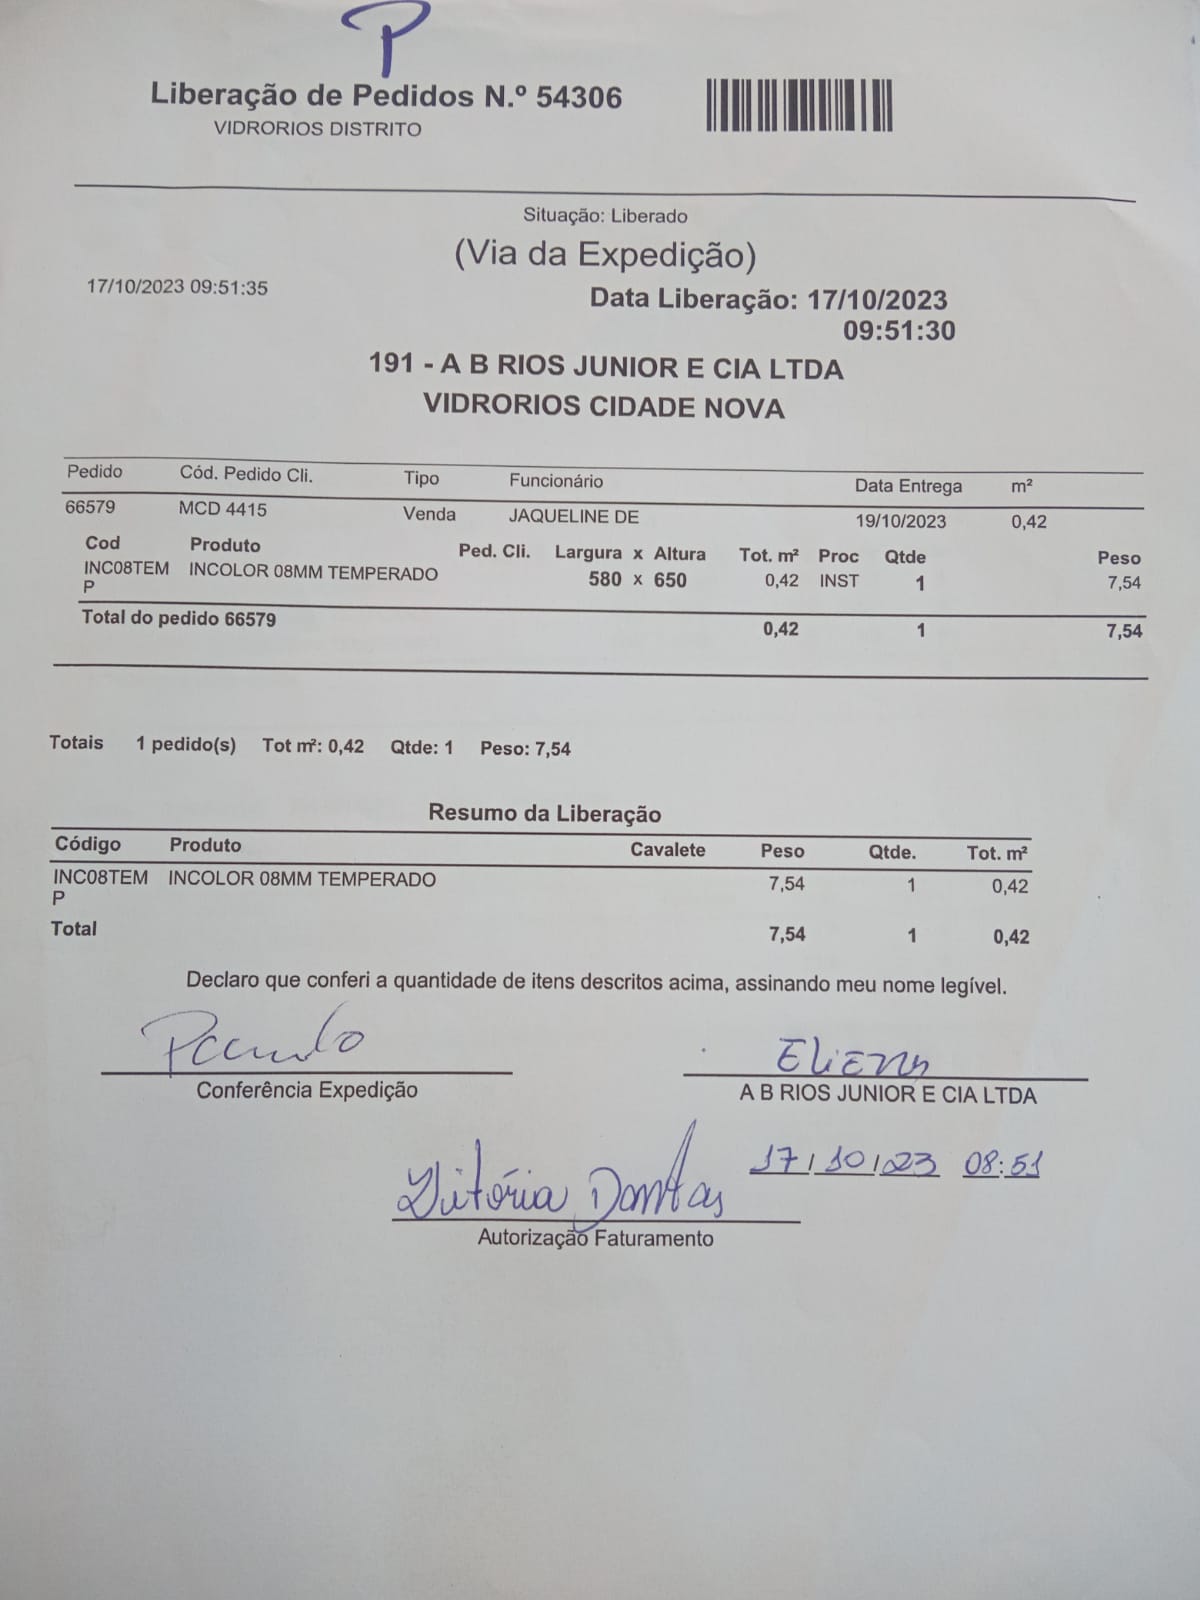 P
Liberação de Pedidos N.º 54306
VIDRORIOS DISTRITO
Situação: Liberado
(Via da Expedição)
17/10/2023 09:51:35
Data Liberação: 17/10/2023
09:51:30
191 - A B RIOS JUNIOR E CIA LTDA
VIDRORIOS CIDADE NOVA
Pedido Cód. Pedido Cli. Tipo Funcionário Data Entrega m²
66579 MCD 4415 Venda JAQUELINE DE 19/10/2023 0,42
Cod Produto Ped. Cli. Largura x Altura Tot. m² Proc Qtde Peso
INC08TEM INCOLOR 08MM TEMPERADO 580 x 650 0,42 INST 1 7,54
P
Total do pedido 66579 0,42 1 7,54
Totais 1 pedido(s) Tot m²: 0,42 Qtde: 1 Peso: 7,54
Resumo da Liberação
Código Produto Cavalete Peso Qtde. Tot. m²
INC08TEM INCOLOR 08MM TEMPERADO 7,54 1 0,42
P
Total 7,54 1 0,42
Declaro que conferi a quantidade de itens descritos acima, assinando meu nome legível.
Conferência Expedição
A B RIOS JUNIOR E CIA LTDA
17/10/23 08:51
Vitória Dantas
Autorização Faturamento